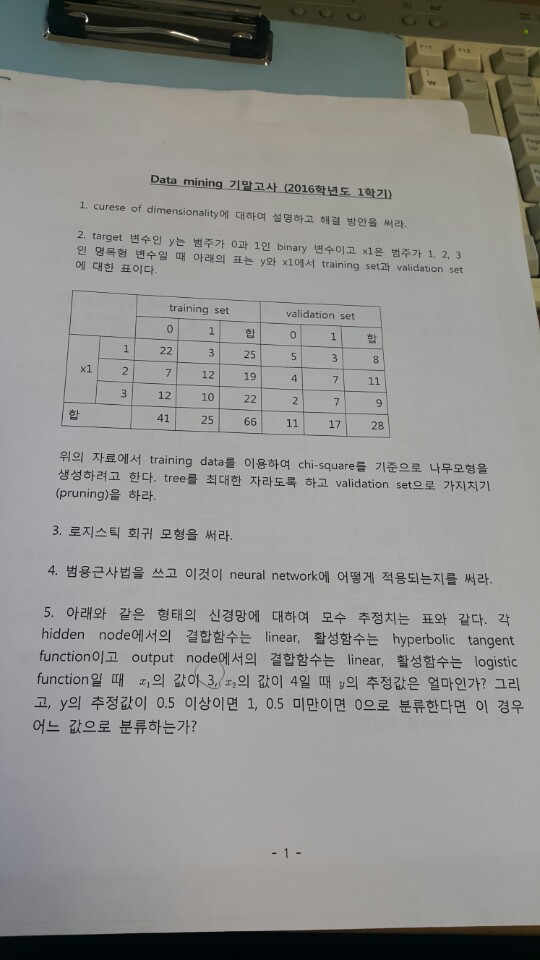 Data mining 기말고사 (2016학년도 1학기)
1. curese of dimensionality에 대하여 설명하고 해결 방안을 써라.
2. target 변수인 y는 범주가 0과 1인 binary 변수이고 x1은 범주가 1, 2, 3
인 명목형 변수일 때 아래의 표는 y와 x1에서 training set과 validation set
에 대한 표이다.
training set validation set
0 1 합 0 1 합
x1 1 22 3 25 5 3 8
2 7 12 19 4 7 11
3 12 10 22 2 7 9
합 41 25 66 11 17 28
위의 자료에서 training data를 이용하여 chi-square를 기준으로 나무모형을
생성하려고 한다. tree를 최대한 자라도록 하고 validation set으로 가지치기
(pruning)을 하라.
3. 로지스틱 회귀 모형을 써라.
4. 범용근사법을 쓰고 이것이 neural network에 어떻게 적용되는지를 써라.
5. 아래와 같은 형태의 신경망에 대하여 모수 추정치는 표와 같다. 각
hidden node에서의 결합함수는 linear, 활성함수는 hyperbolic tangent
function이고 output node에서의 결합함수는 linear, 활성함수는 logistic
function일 때 x₁의 값이 3, x₂의 값이 4일 때 y의 추정값은 얼마인가? 그리
고, y의 추정값이 0.5 이상이면 1, 0.5 미만이면 0으로 분류한다면 이 경우
어느 값으로 분류하는가?
- 1 -
F11 F12
₩ ←